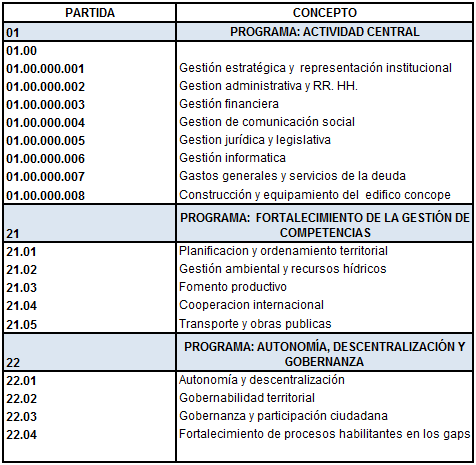 PARTIDA CONCEPTO
01 PROGRAMA: ACTIVIDAD CENTRAL
01.00
01.00.000.001 Gestión estratégica y representación institucional
01.00.000.002 Gestion administrativa y RR. HH.
01.00.000.003 Gestión financiera
01.00.000.004 Gestion de comunicación social
01.00.000.005 Gestion jurídica y legislativa
01.00.000.006 Gestión informatica
01.00.000.007 Gastos generales y servicios de la deuda
01.00.000.008 Construcción y equipamiento del edifico concope
PROGRAMA: FORTALECIMIENTO DE LA GESTIÓN DE
21 COMPETENCIAS
21.01 Planificacion y ordenamiento territorial
21.02 Gestión ambiental y recursos hídricos
21.03 Fomento productivo
21.04 Cooperacion internacional
21.05 Transporte y obras publicas
PROGRAMA: AUTONOMÍA, DESCENTRALIZACIÓN Y
22 GOBERNANZA
22.01 Autonomía y descentralización
22.02 Gobernabilidad territorial
22.03 Gobernanza y participación ciudadana
22.04 Fortalecimiento de procesos habilitantes en los gaps